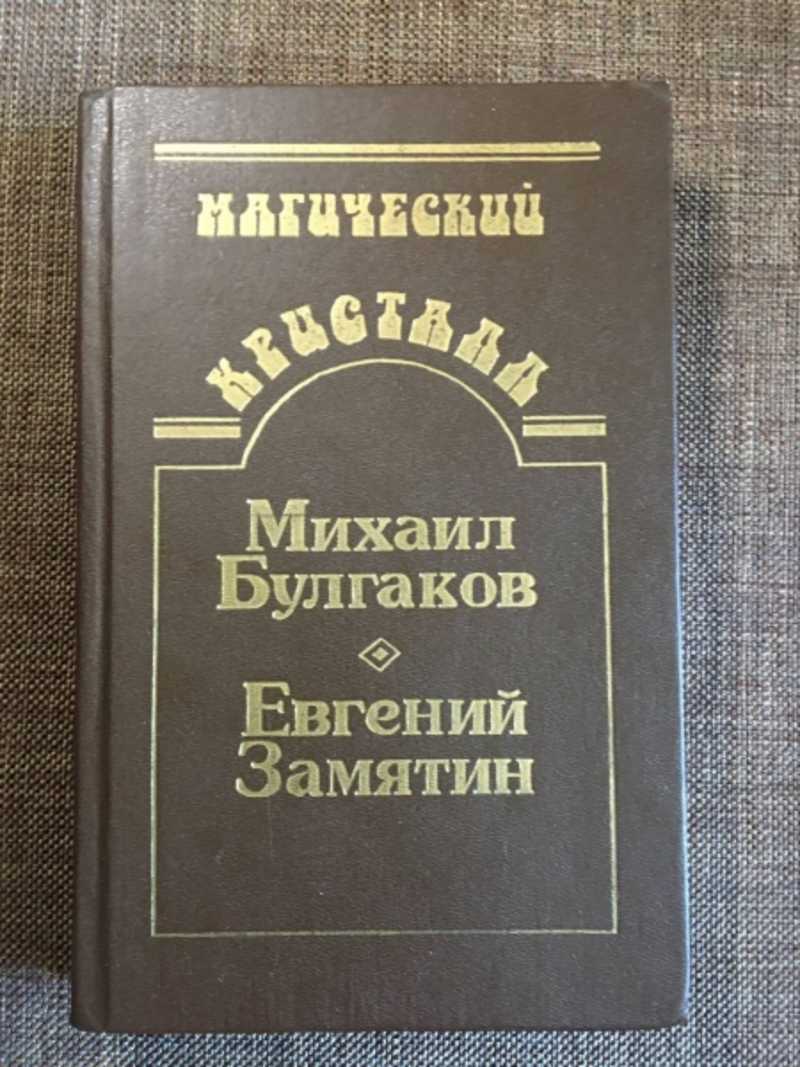 МАГИЧЕСКИЙ
КРИСТАЛЛ
Михаил
Булгаков
Евгений
Замятин